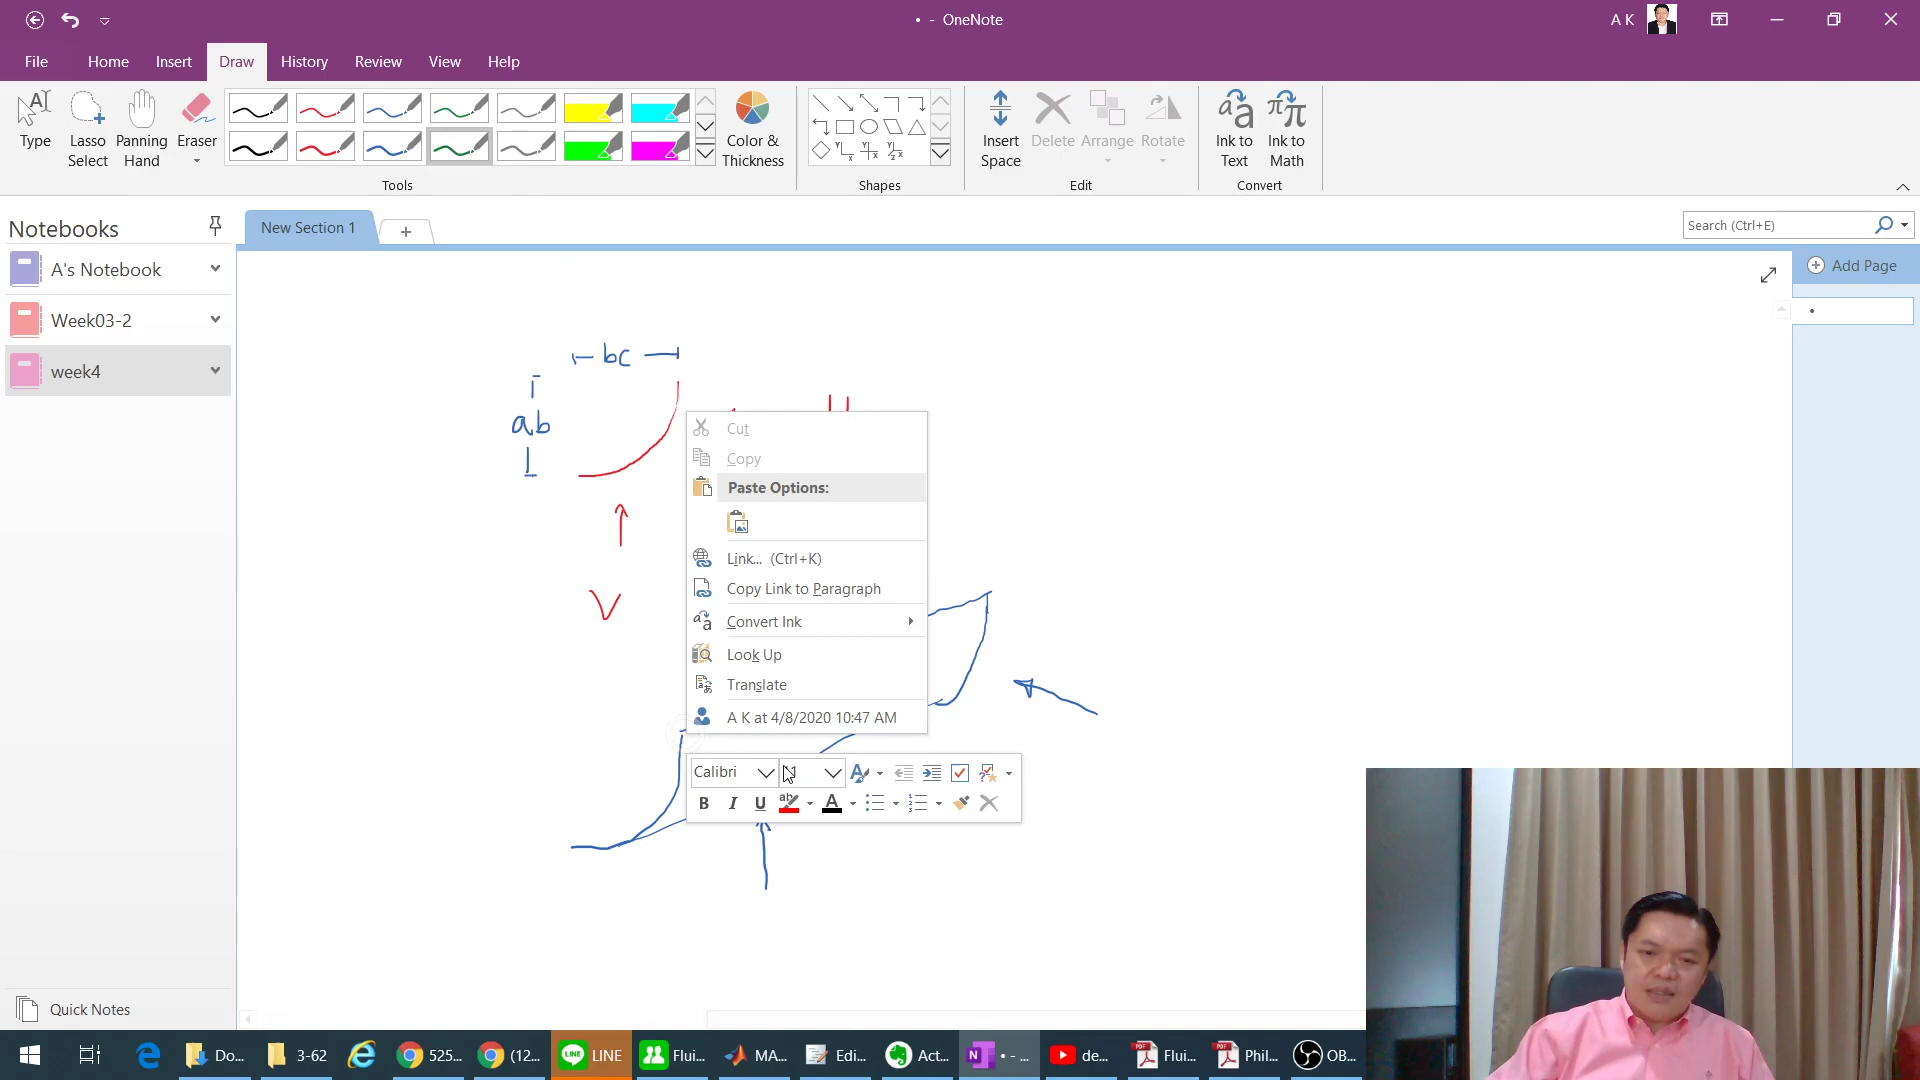 • - OneNote
A K
File Home Insert Draw History Review View Help
Type
Lasso Select
Panning Hand
Eraser
Color & Thickness
Insert Space
Delete
Arrange
Rotate
Ink to Text
Ink to Math
Tools
Shapes
Edit
Convert
Notebooks
New Section 1
+
Search (Ctrl+E)
A's Notebook
Week03-2
week4
Add Page
•
bc
ab
V
Cut
Copy
Paste Options:
Link... (Ctrl+K)
Copy Link to Paragraph
Convert Ink
Look Up
Translate
A K at 4/8/2020 10:47 AM
Calibri
B I U ab A
Quick Notes
Do...
3-62
525...
(12...
LINE
Flui...
MA...
Edi...
Act...
• - ...
de...
Flui...
Phil...
OB...